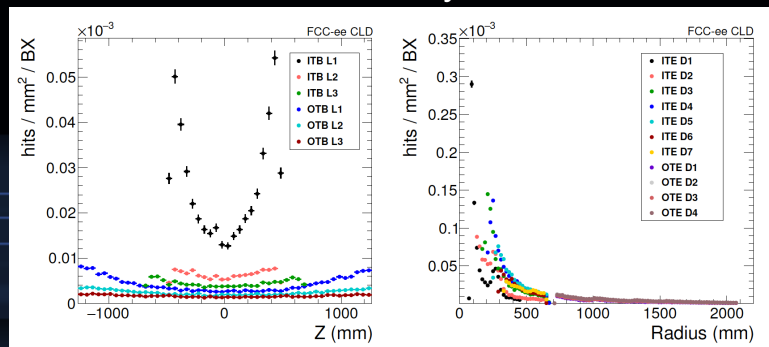 ×10⁻³
FCC-ee CLD
hits / mm² / BX
0.05
0.04
0.03
0.02
0.01
0
ITB L1
ITB L2
ITB L3
OTB L1
OTB L2
OTB L3
−1000
0
1000
Z (mm)
×10⁻³
FCC-ee CLD
hits / mm² / BX
0.35
0.3
0.25
0.2
0.15
0.1
0.05
ITE D1
ITE D2
ITE D3
ITE D4
ITE D5
ITE D6
ITE D7
OTE D1
OTE D2
OTE D3
OTE D4
0
500
1000
1500
2000
Radius (mm)